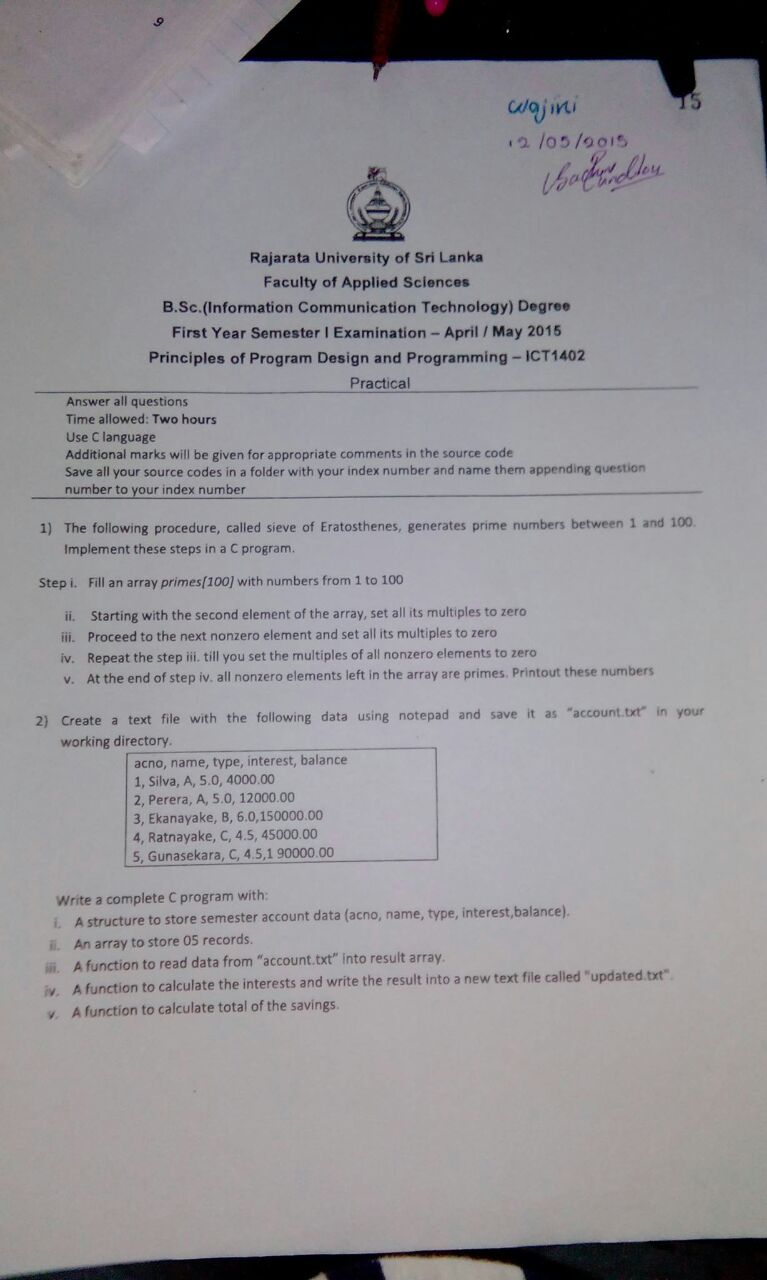 9
wajini
15
12/05/2015
Rajarata University of Sri Lanka
Faculty of Applied Sciences
B.Sc.(Information Communication Technology) Degree
First Year Semester I Examination – April / May 2015
Principles of Program Design and Programming – ICT1402
Practical
Answer all questions
Time allowed: Two hours
Use C language
Additional marks will be given for appropriate comments in the source code
Save all your source codes in a folder with your index number and name them appending question
number to your index number
1) The following procedure, called sieve of Eratosthenes, generates prime numbers between 1 and 100.
Implement these steps in a C program.
Step i. Fill an array primes[100] with numbers from 1 to 100
ii. Starting with the second element of the array, set all its multiples to zero
iii. Proceed to the next nonzero element and set all its multiples to zero
iv. Repeat the step iii. till you set the multiples of all nonzero elements to zero
v. At the end of step iv. all nonzero elements left in the array are primes. Printout these numbers
2) Create a text file with the following data using notepad and save it as "account.txt" in your
working directory.
acno, name, type, interest, balance
1, Silva, A, 5.0, 4000.00
2, Perera, A, 5.0, 12000.00
3, Ekanayake, B, 6.0,150000.00
4, Ratnayake, C, 4.5, 45000.00
5, Gunasekara, C, 4.5,1 90000.00
Write a complete C program with:
i. A structure to store semester account data (acno, name, type, interest,balance).
ii. An array to store 05 records.
iii. A function to read data from "account.txt" into result array.
iv. A function to calculate the interests and write the result into a new text file called "updated.txt".
v. A function to calculate total of the savings.